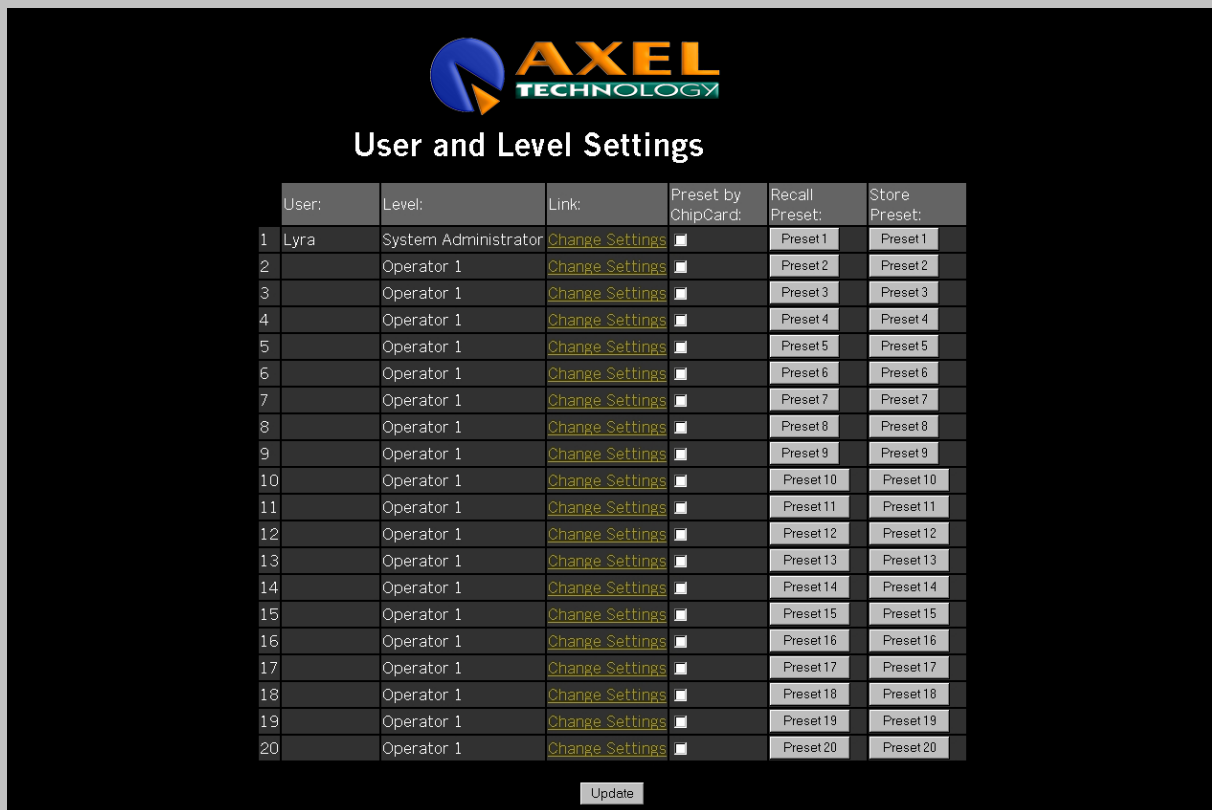 AXEL
TECHNOLOGY
User and Level Settings
User: Level: Link: Preset by ChipCard: Recall Preset: Store Preset:
1 Lyra System Administrator Change Settings Preset 1 Preset 1
2 Operator 1 Change Settings Preset 2 Preset 2
3 Operator 1 Change Settings Preset 3 Preset 3
4 Operator 1 Change Settings Preset 4 Preset 4
5 Operator 1 Change Settings Preset 5 Preset 5
6 Operator 1 Change Settings Preset 6 Preset 6
7 Operator 1 Change Settings Preset 7 Preset 7
8 Operator 1 Change Settings Preset 8 Preset 8
9 Operator 1 Change Settings Preset 9 Preset 9
10 Operator 1 Change Settings Preset 10 Preset 10
11 Operator 1 Change Settings Preset 11 Preset 11
12 Operator 1 Change Settings Preset 12 Preset 12
13 Operator 1 Change Settings Preset 13 Preset 13
14 Operator 1 Change Settings Preset 14 Preset 14
15 Operator 1 Change Settings Preset 15 Preset 15
16 Operator 1 Change Settings Preset 16 Preset 16
17 Operator 1 Change Settings Preset 17 Preset 17
18 Operator 1 Change Settings Preset 18 Preset 18
19 Operator 1 Change Settings Preset 19 Preset 19
20 Operator 1 Change Settings Preset 20 Preset 20
Update